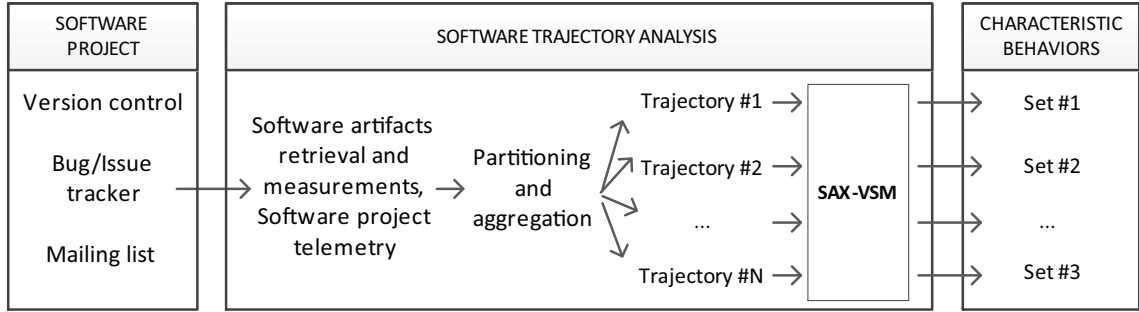 SOFTWARE
PROJECT
Version control
Bug/Issue
tracker
Mailing list
SOFTWARE TRAJECTORY ANALYSIS
Software artifacts
retrieval and
measurements,
Software project
telemetry
Partitioning
and
aggregation
Trajectory #1
Trajectory #2
...
Trajectory #N
SAX-VSM
CHARACTERISTIC
BEHAVIORS
Set #1
Set #2
...
Set #3